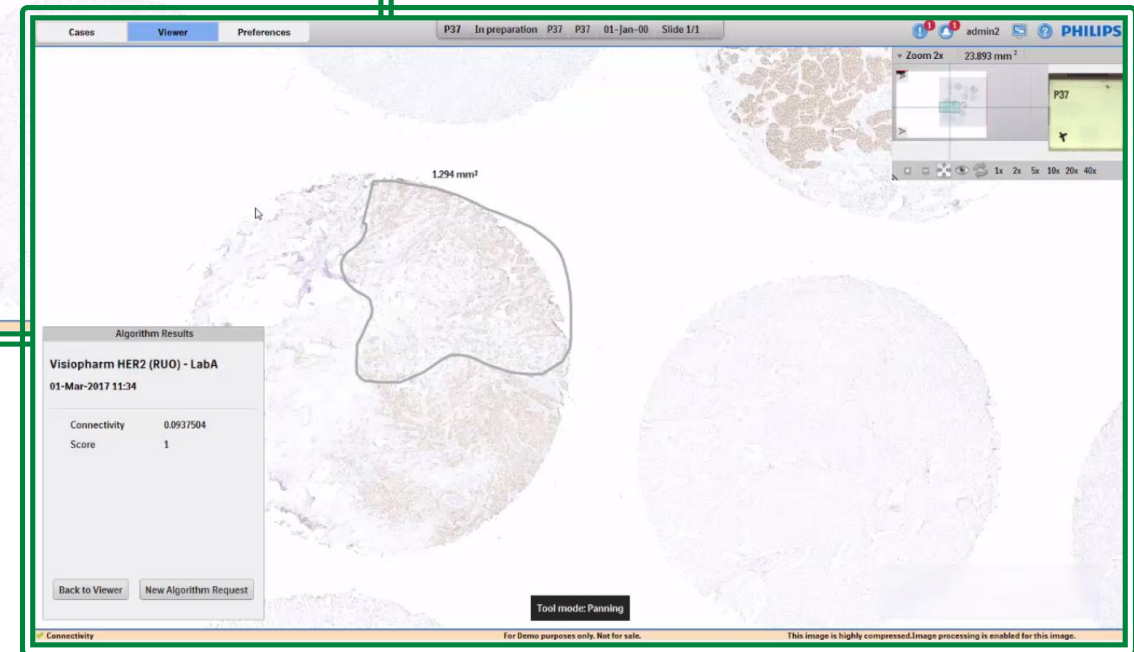 Cases Viewer Preferences P37 In preparation P37 P37 01-Jan-00 Slide 1/1 1 1 admin2 ? PHILIPS
Zoom 2x 23.893 mm²
P37
1x 2x 5x 10x 20x 40x
1.294 mm²
Algorithm Results
Visiopharm HER2 (RUO) - LabA
01-Mar-2017 11:34
Connectivity 0.0937504
Score 1
Back to Viewer New Algorithm Request
Tool mode: Panning
Connectivity For Demo purposes only. Not for sale. This image is highly compressed.Image processing is enabled for this image.